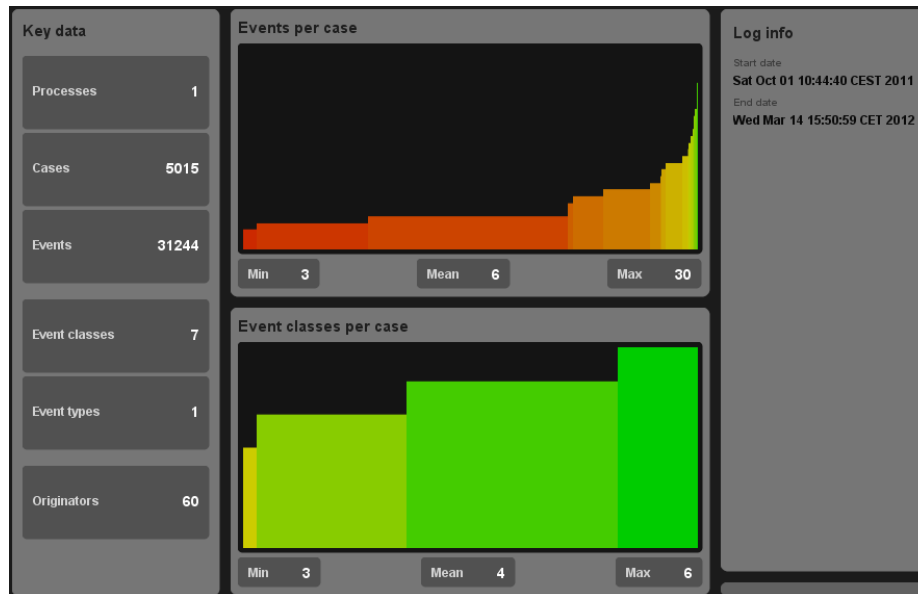 Key data
Processes 1
Cases 5015
Events 31244
Event classes 7
Event types 1
Originators 60
Events per case
Min 3 Mean 6 Max 30
Event classes per case
Min 3 Mean 4 Max 6
Log info
Start date
Sat Oct 01 10:44:40 CEST 2011
End date
Wed Mar 14 15:50:59 CET 2012